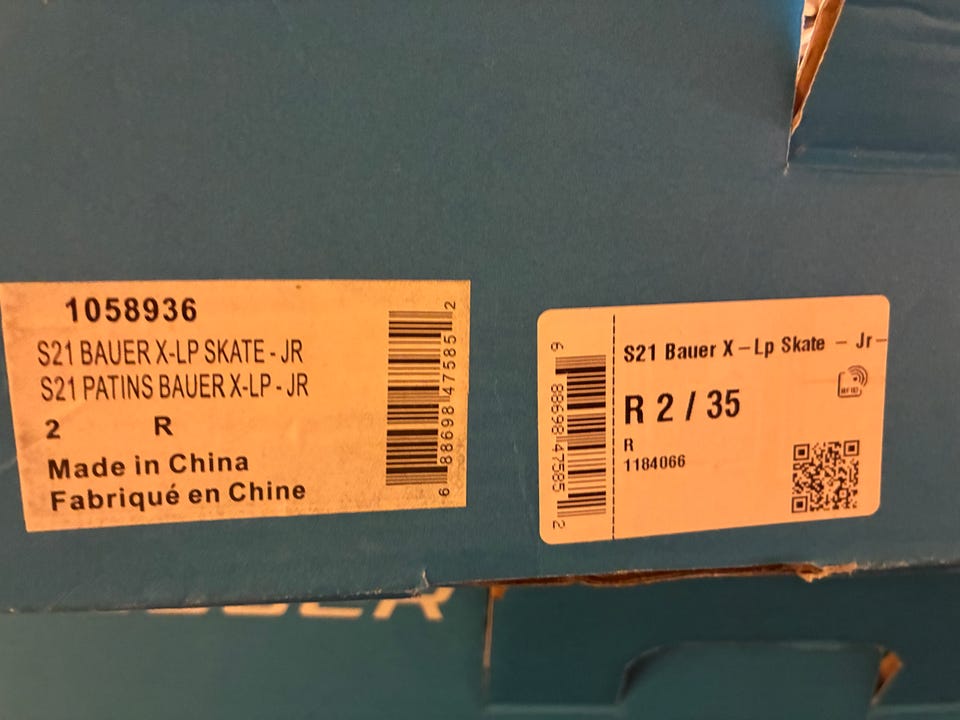 1058936
S21 BAUER X-LP SKATE - JR
S21 PATINS BAUER X-LP - JR
2 R
Made in China
Fabriqué en Chine
6 88698 47585 2
6 88698 47585 2
S21 Bauer X-Lp Skate - Jr-
RFID
R 2 / 35
R
1184066